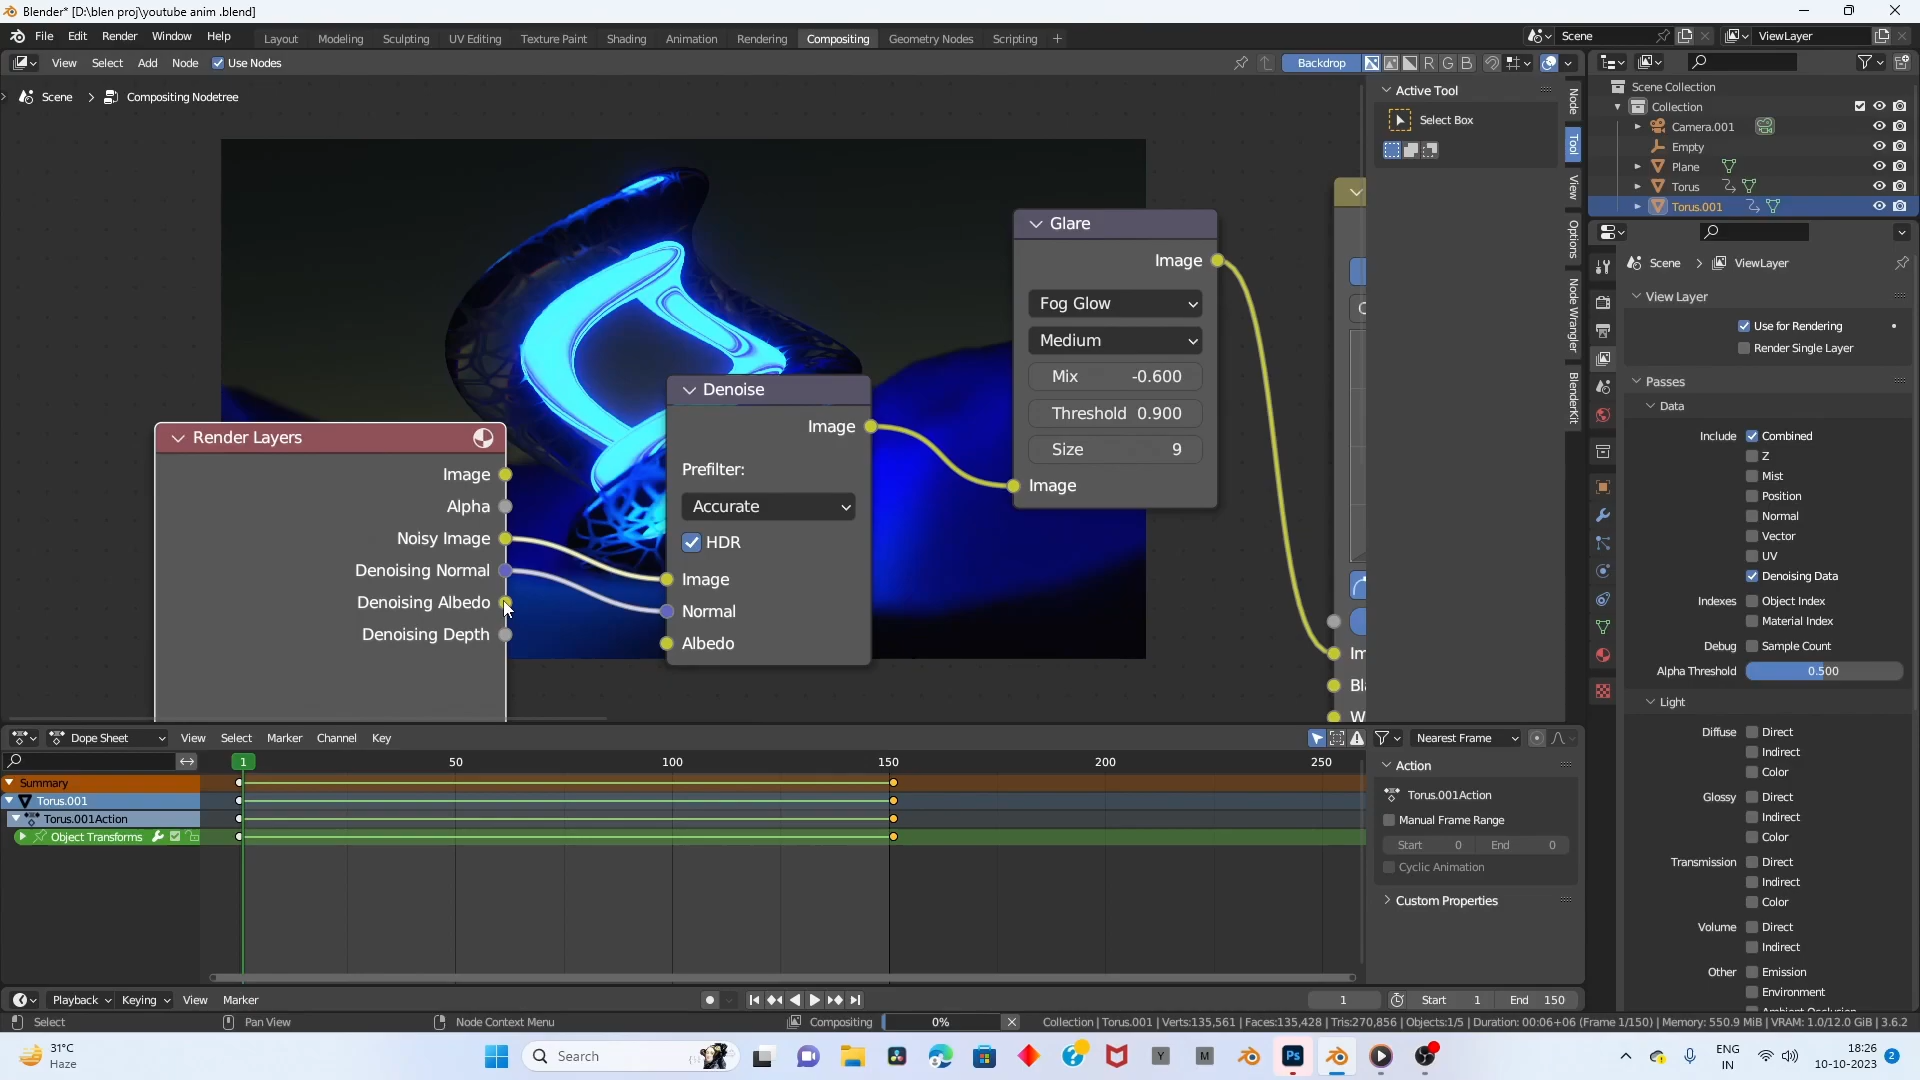 Blender* [D:\blen proj\youtube anim .blend]
File Edit Render Window Help
Layout Modeling Sculpting UV Editing Texture Paint Shading Animation Rendering Compositing Geometry Nodes Scripting
Scene
ViewLayer
View Select Add Node Use Nodes
Backdrop
R G B
Scene > Compositing Nodetree
Active Tool
Select Box
Node
Tool
View
Options
Node Wrangler
BlenderKit
Scene Collection
Collection
Camera.001
Empty
Plane
Torus
Torus.001
Scene > ViewLayer
View Layer
Use for Rendering
Render Single Layer
Passes
Data
Include Combined
Z
Mist
Position
Normal
Vector
UV
Denoising Data
Indexes Object Index
Material Index
Debug Sample Count
Alpha Threshold 0.500
Light
Diffuse Direct
Indirect
Color
Glossy Direct
Indirect
Color
Transmission Direct
Indirect
Color
Volume Direct
Indirect
Other Emission
Environment
Render Layers
Image
Alpha
Noisy Image
Denoising Normal
Denoising Albedo
Denoising Depth
Denoise
Image
Prefilter:
Accurate
HDR
Image
Normal
Albedo
Glare
Image
Fog Glow
Medium
Mix -0.600
Threshold 0.900
Size 9
Image
Im
Bl
W
Dope Sheet View Select Marker Channel Key
Nearest Frame
1 50 100 150 200 250
Summary
Torus.001
Torus.001Action
Object Transforms
Action
Torus.001Action
Manual Frame Range
Start 0 End 0
Cyclic Animation
Custom Properties
Playback Keying View Marker
1 Start 1 End 150
Select Pan View Node Context Menu
Compositing 0%
Collection | Torus.001 | Verts:135,561 | Faces:135,428 | Tris:270,856 | Objects:1/5 | Duration: 00:06+06 (Frame 1/150) | Memory: 550.9 MiB | VRAM: 1.0/12.0 GiB | 3.6.2
31°C
Haze
Search
Y
M
Ps
ENG
IN
18:26
10-10-2023
2